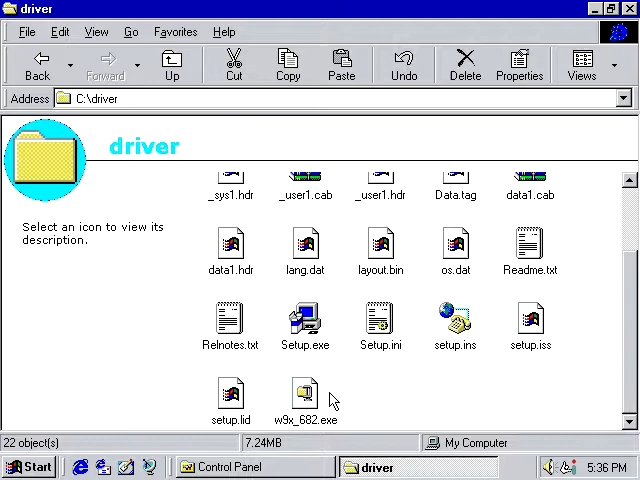 driver
File Edit View Go Favorites Help
Back Forward Up Cut Copy Paste Undo Delete Properties Views
Address C:\driver
driver
Select an icon to view its
description.
_sys1.hdr _user1.cab _user1.hdr Data.tag data1.cab
data1.hdr lang.dat layout.bin os.dat Readme.txt
Relnotes.txt Setup.exe Setup.ini setup.ins setup.iss
setup.lid w9x_682.exe
22 object(s) 7.24MB My Computer
Start Control Panel driver 5:36 PM